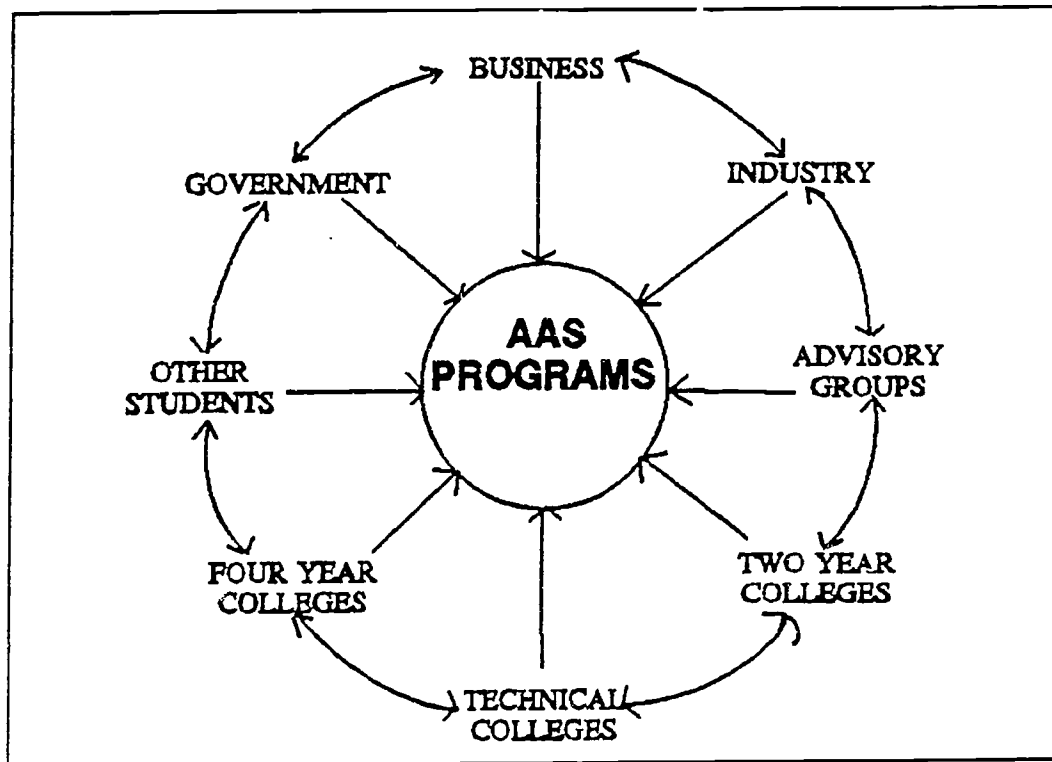 BUSINESS
GOVERNMENT
INDUSTRY
AAS
PROGRAMS
OTHER
STUDENTS
ADVISORY
GROUPS
FOUR YEAR
COLLEGES
TWO YEAR
COLLEGES
TECHNICAL
COLLEGES